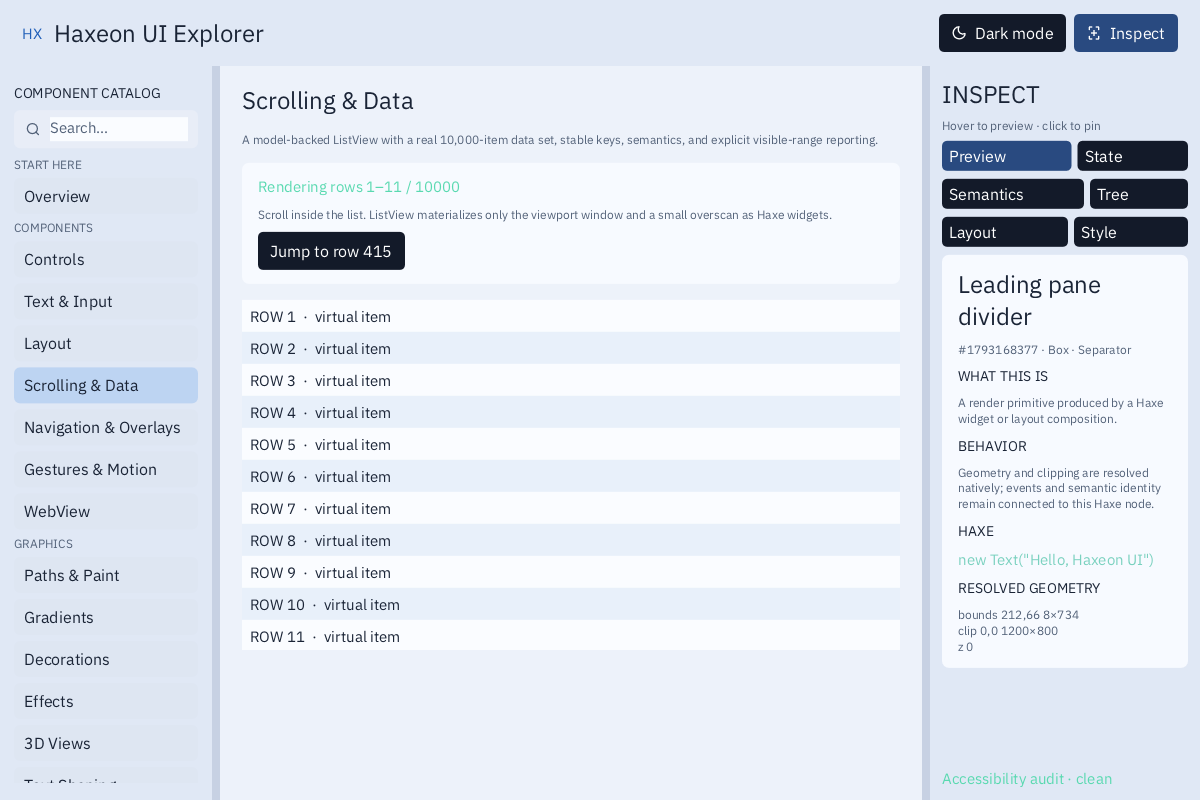 HX Haxeon UI Explorer
Dark mode
Inspect
COMPONENT CATALOG
Search...
START HERE
Overview
COMPONENTS
Controls
Text & Input
Layout
Scrolling & Data
Navigation & Overlays
Gestures & Motion
WebView
GRAPHICS
Paths & Paint
Gradients
Decorations
Effects
3D Views
Text Shaping
Scrolling & Data
A model-backed ListView with a real 10,000-item data set, stable keys, semantics, and explicit visible-range reporting.
Rendering rows 1–11 / 10000
Scroll inside the list. ListView materializes only the viewport window and a small overscan as Haxe widgets.
Jump to row 415
ROW 1 · virtual item
ROW 2 · virtual item
ROW 3 · virtual item
ROW 4 · virtual item
ROW 5 · virtual item
ROW 6 · virtual item
ROW 7 · virtual item
ROW 8 · virtual item
ROW 9 · virtual item
ROW 10 · virtual item
ROW 11 · virtual item
INSPECT
Hover to preview · click to pin
Preview
State
Semantics
Tree
Layout
Style
Leading pane
divider
#1793168377 · Box · Separator
WHAT THIS IS
A render primitive produced by a Haxe
widget or layout composition.
BEHAVIOR
Geometry and clipping are resolved
natively; events and semantic identity
remain connected to this Haxe node.
HAXE
new Text("Hello, Haxeon UI")
RESOLVED GEOMETRY
bounds 212,66 8×734
clip 0,0 1200×800
z 0
Accessibility audit · clean